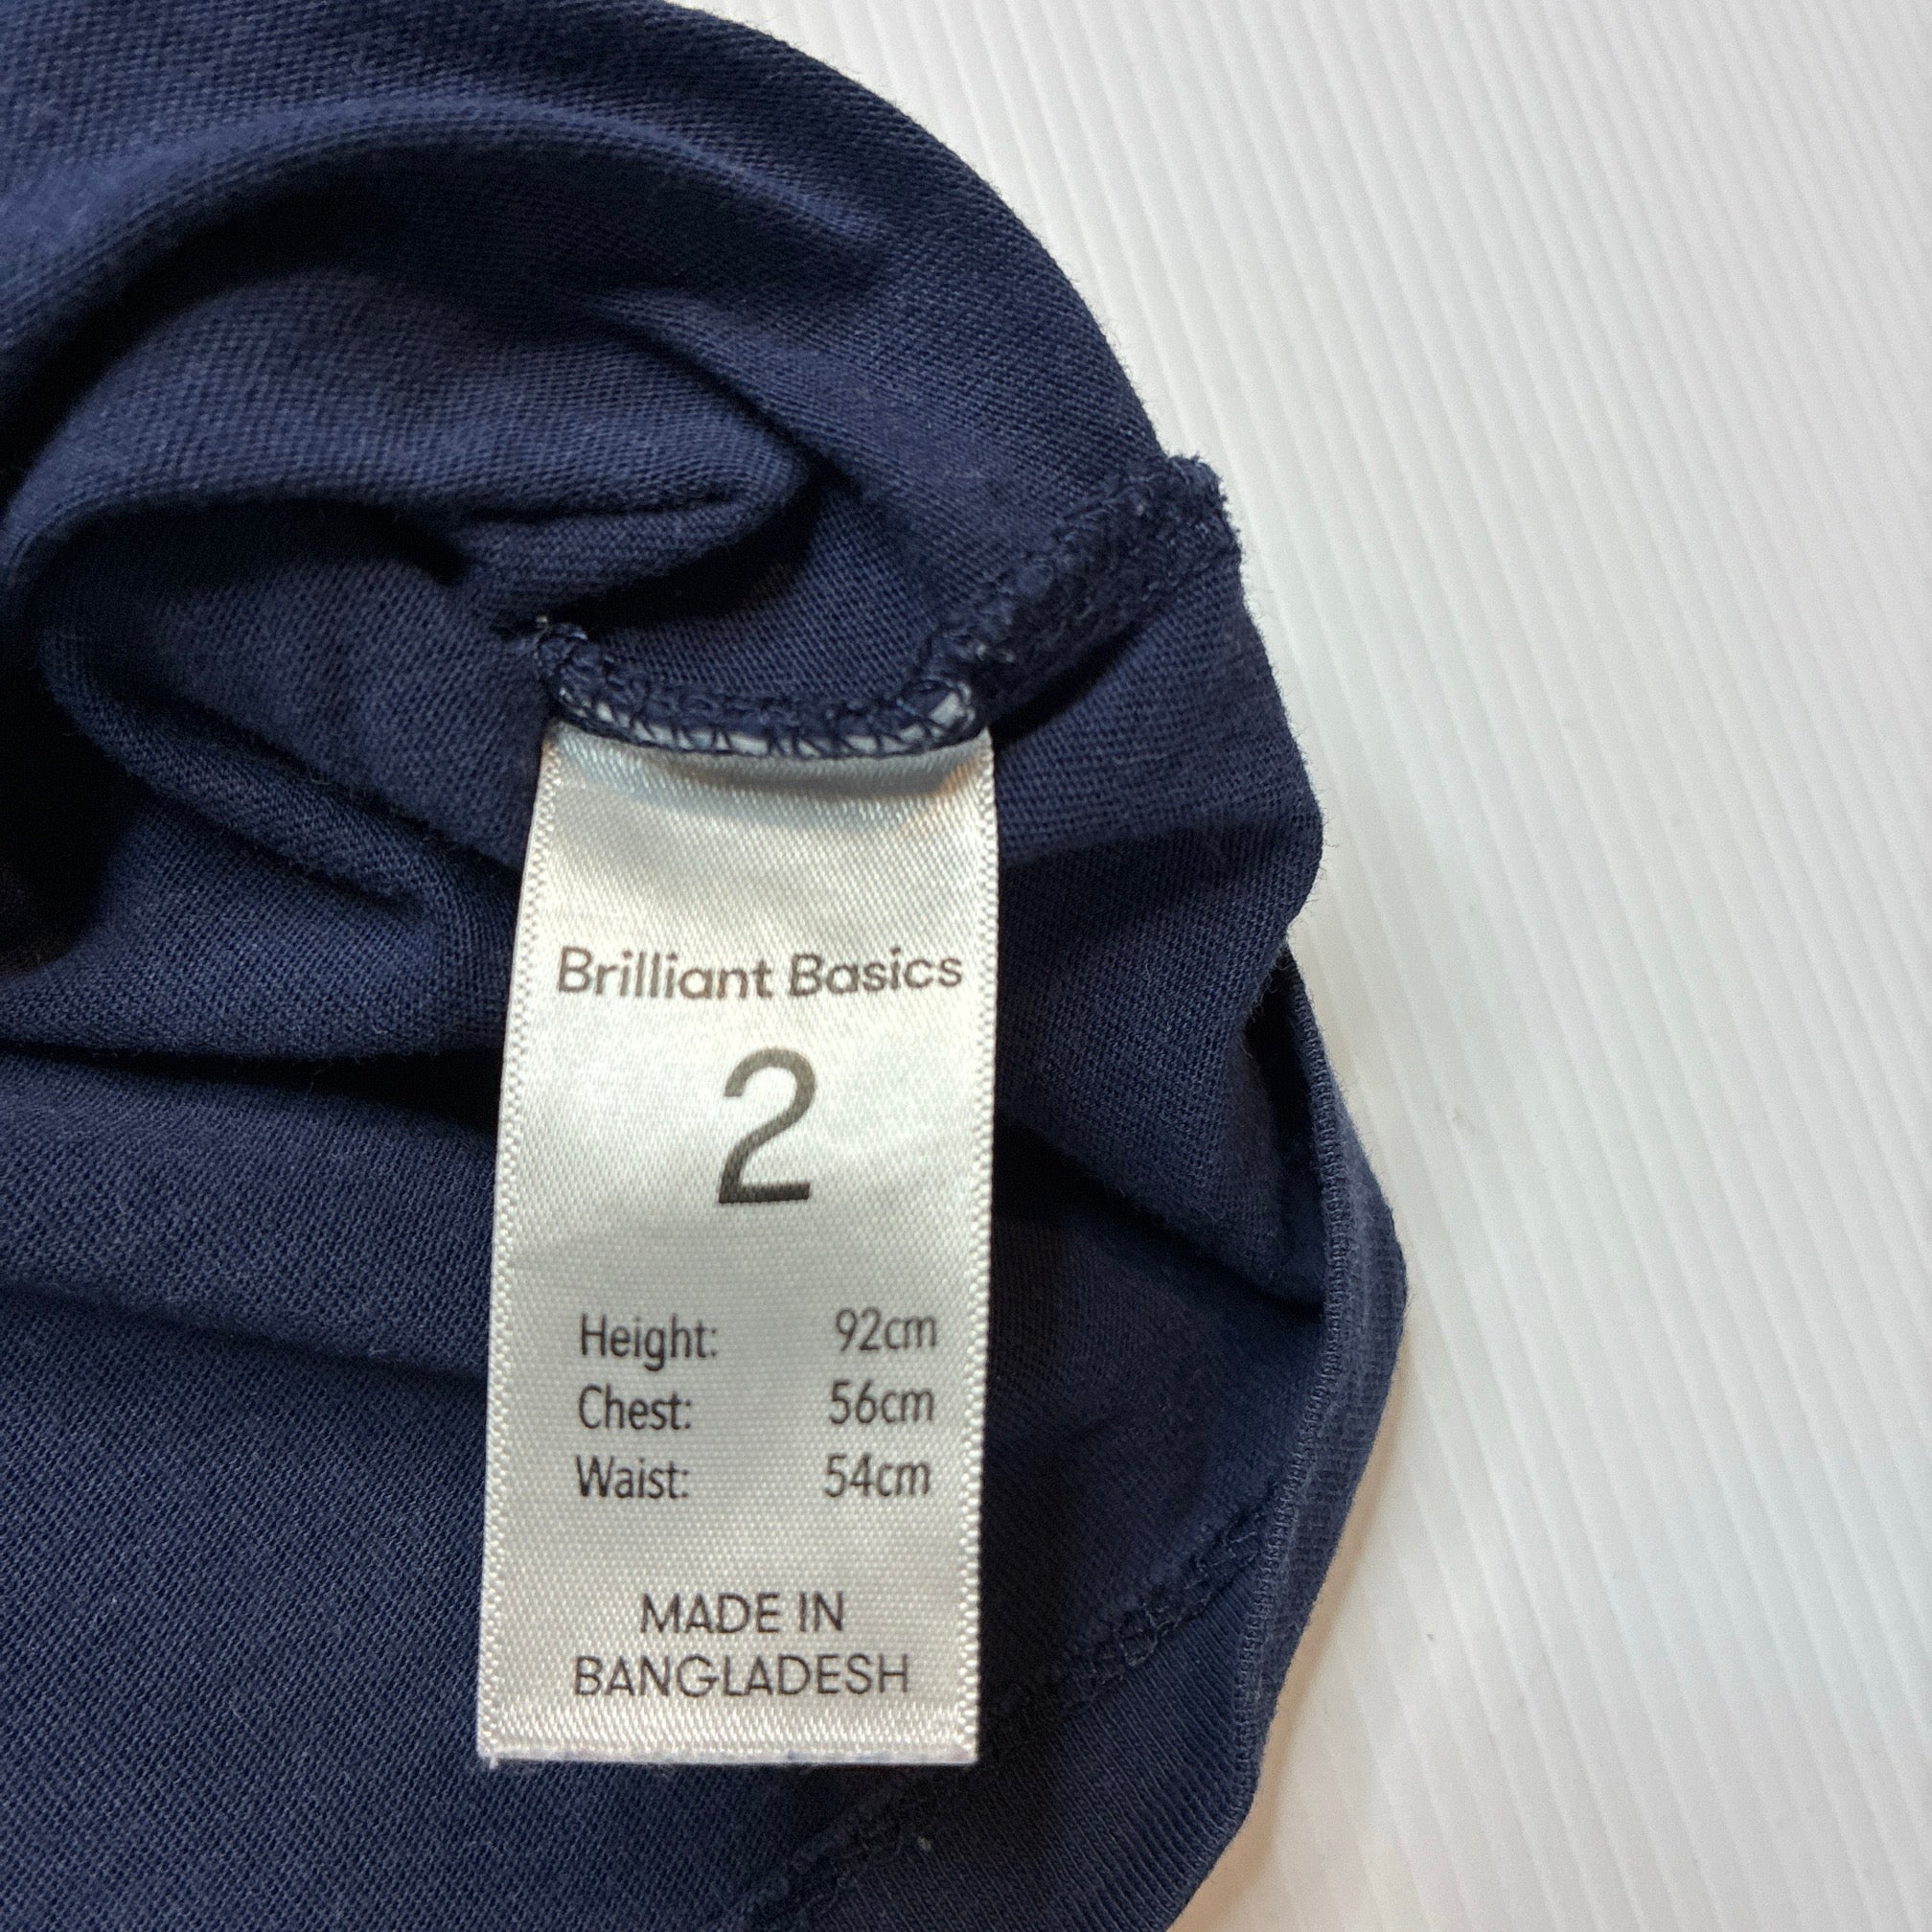 Brilliant Basics
2
Height: 92cm
Chest: 56cm
Waist: 54cm
MADE IN
BANGLADESH